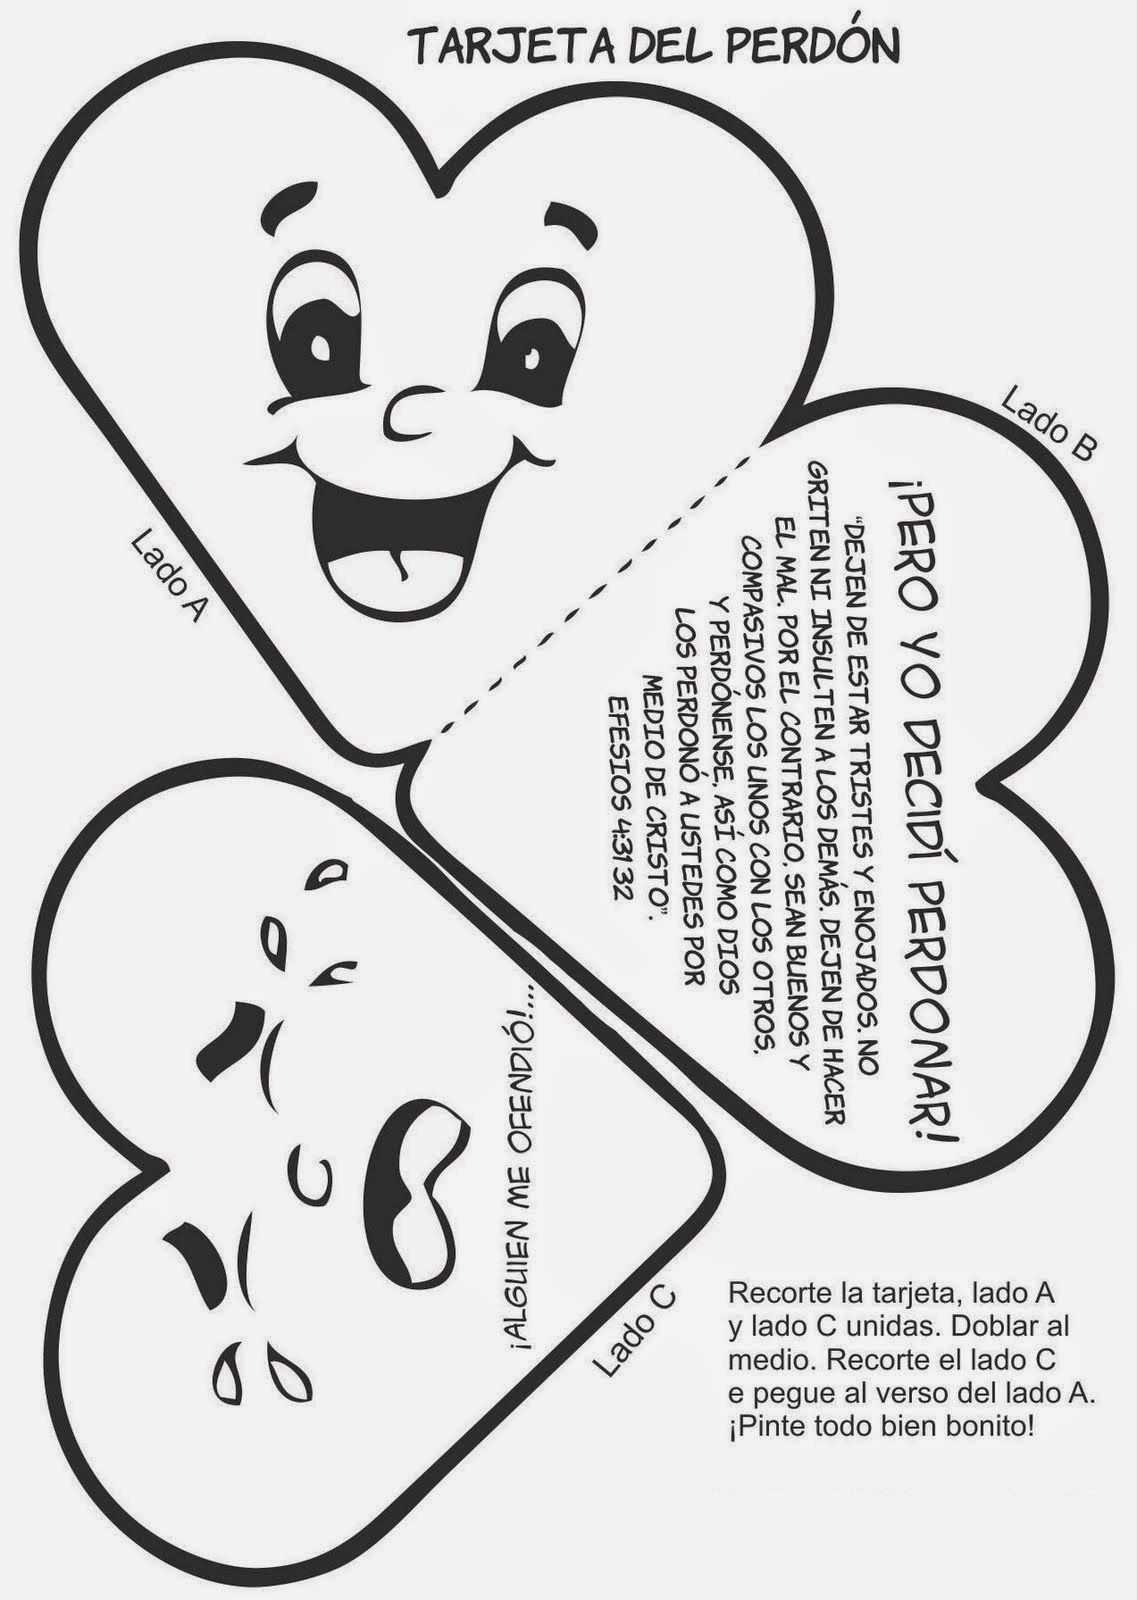 TARJETA DEL PERDÓN
Lado A
Lado B
¡PERO YO DECIDÍ PERDONAR!
“DEJEN DE ESTAR TRISTES Y ENOJADOS. NO
GRITEN NI INSULTEN A LOS DEMÁS. DEJEN DE HACER
EL MAL. POR EL CONTRARIO, SEAN BUENOS Y
COMPASIVOS LOS UNOS CON LOS OTROS,
Y PERDÓNENSE, ASÍ COMO DIOS
LOS PERDONÓ A USTEDES POR
MEDIO DE CRISTO”.
EFESIOS 4:31 32
¡ALGUIEN ME OFENDIÓ!...
Lado C
Recorte la tarjeta, lado A
y lado C unidas. Doblar al
medio. Recorte el lado C
e pegue al verso del lado A.
¡Pinte todo bien bonito!